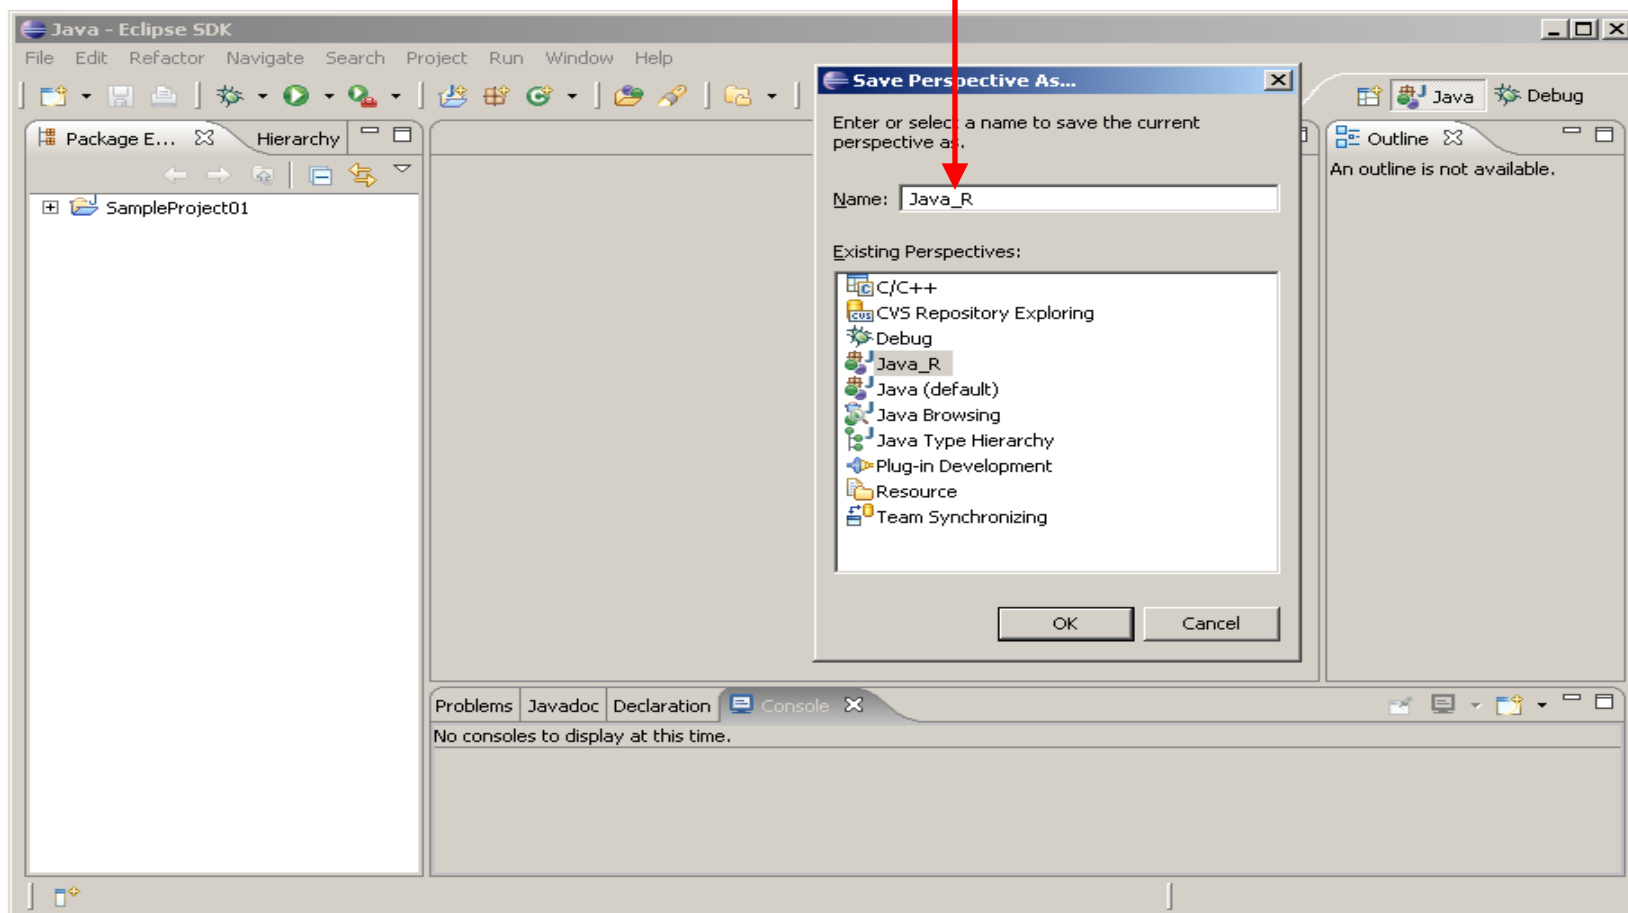 Java - Eclipse SDK
File Edit Refactor Navigate Search Project Run Window Help
Java Debug
Package E... Hierarchy
SampleProject01
Save Perspective As...
Enter or select a name to save the current
perspective as.
Name: Java_R
Existing Perspectives:
C/C++
CVS Repository Exploring
Debug
Java_R
Java (default)
Java Browsing
Java Type Hierarchy
Plug-in Development
Resource
Team Synchronizing
OK Cancel
Outline
An outline is not available.
Problems Javadoc Declaration Console
No consoles to display at this time.